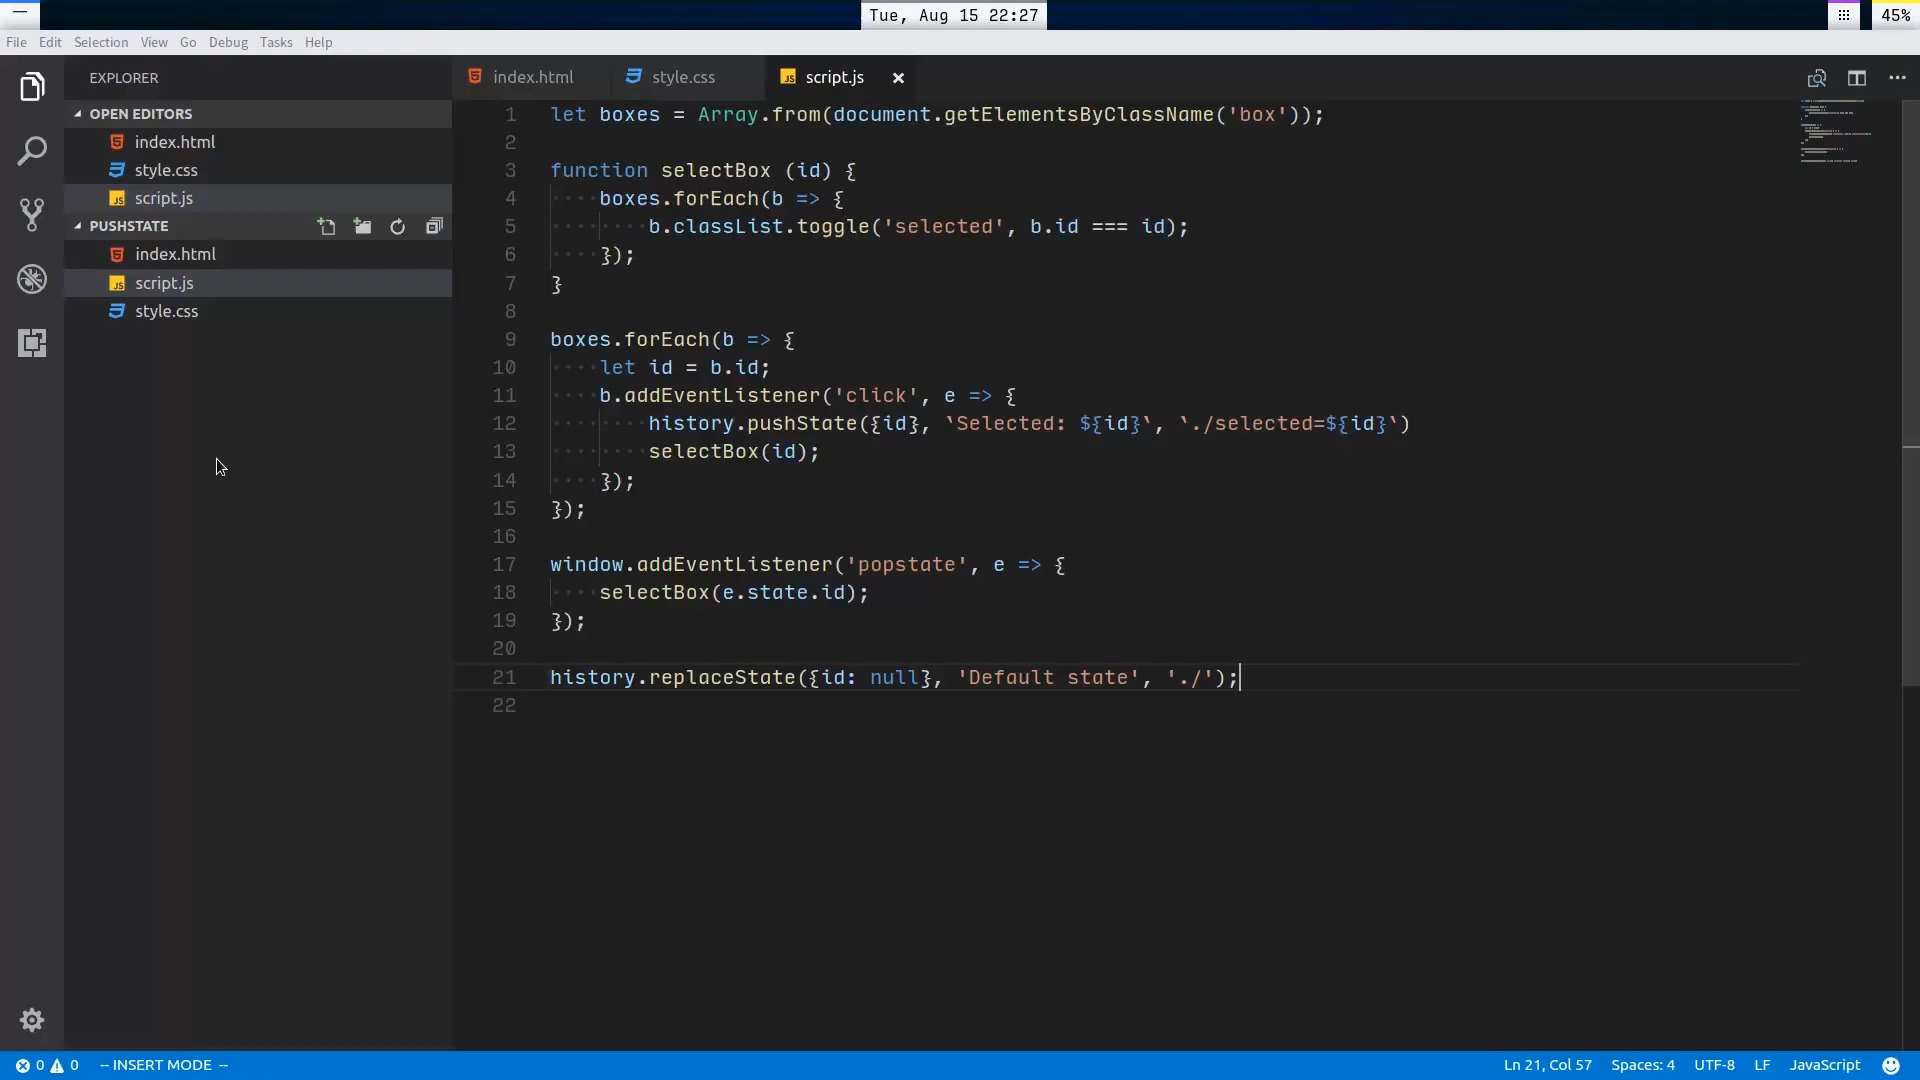 Tue, Aug 15 22:27
45%
File Edit Selection View Go Debug Tasks Help
EXPLORER
OPEN EDITORS
index.html
style.css
script.js
PUSHSTATE
index.html
script.js
style.css
index.html style.css script.js
1 let boxes = Array.from(document.getElementsByClassName('box'));
2
3 function selectBox (id) {
4 boxes.forEach(b => {
5 b.classList.toggle('selected', b.id === id);
6 });
7 }
8
9 boxes.forEach(b => {
10 let id = b.id;
11 b.addEventListener('click', e => {
12 history.pushState({id}, `Selected: ${id}`, `./selected=${id}`)
13 selectBox(id);
14 });
15 });
16
17 window.addEventListener('popstate', e => {
18 selectBox(e.state.id);
19 });
20
21 history.replaceState({id: null}, 'Default state', './');
22
0 0 -- INSERT MODE -- Ln 21, Col 57 Spaces: 4 UTF-8 LF JavaScript